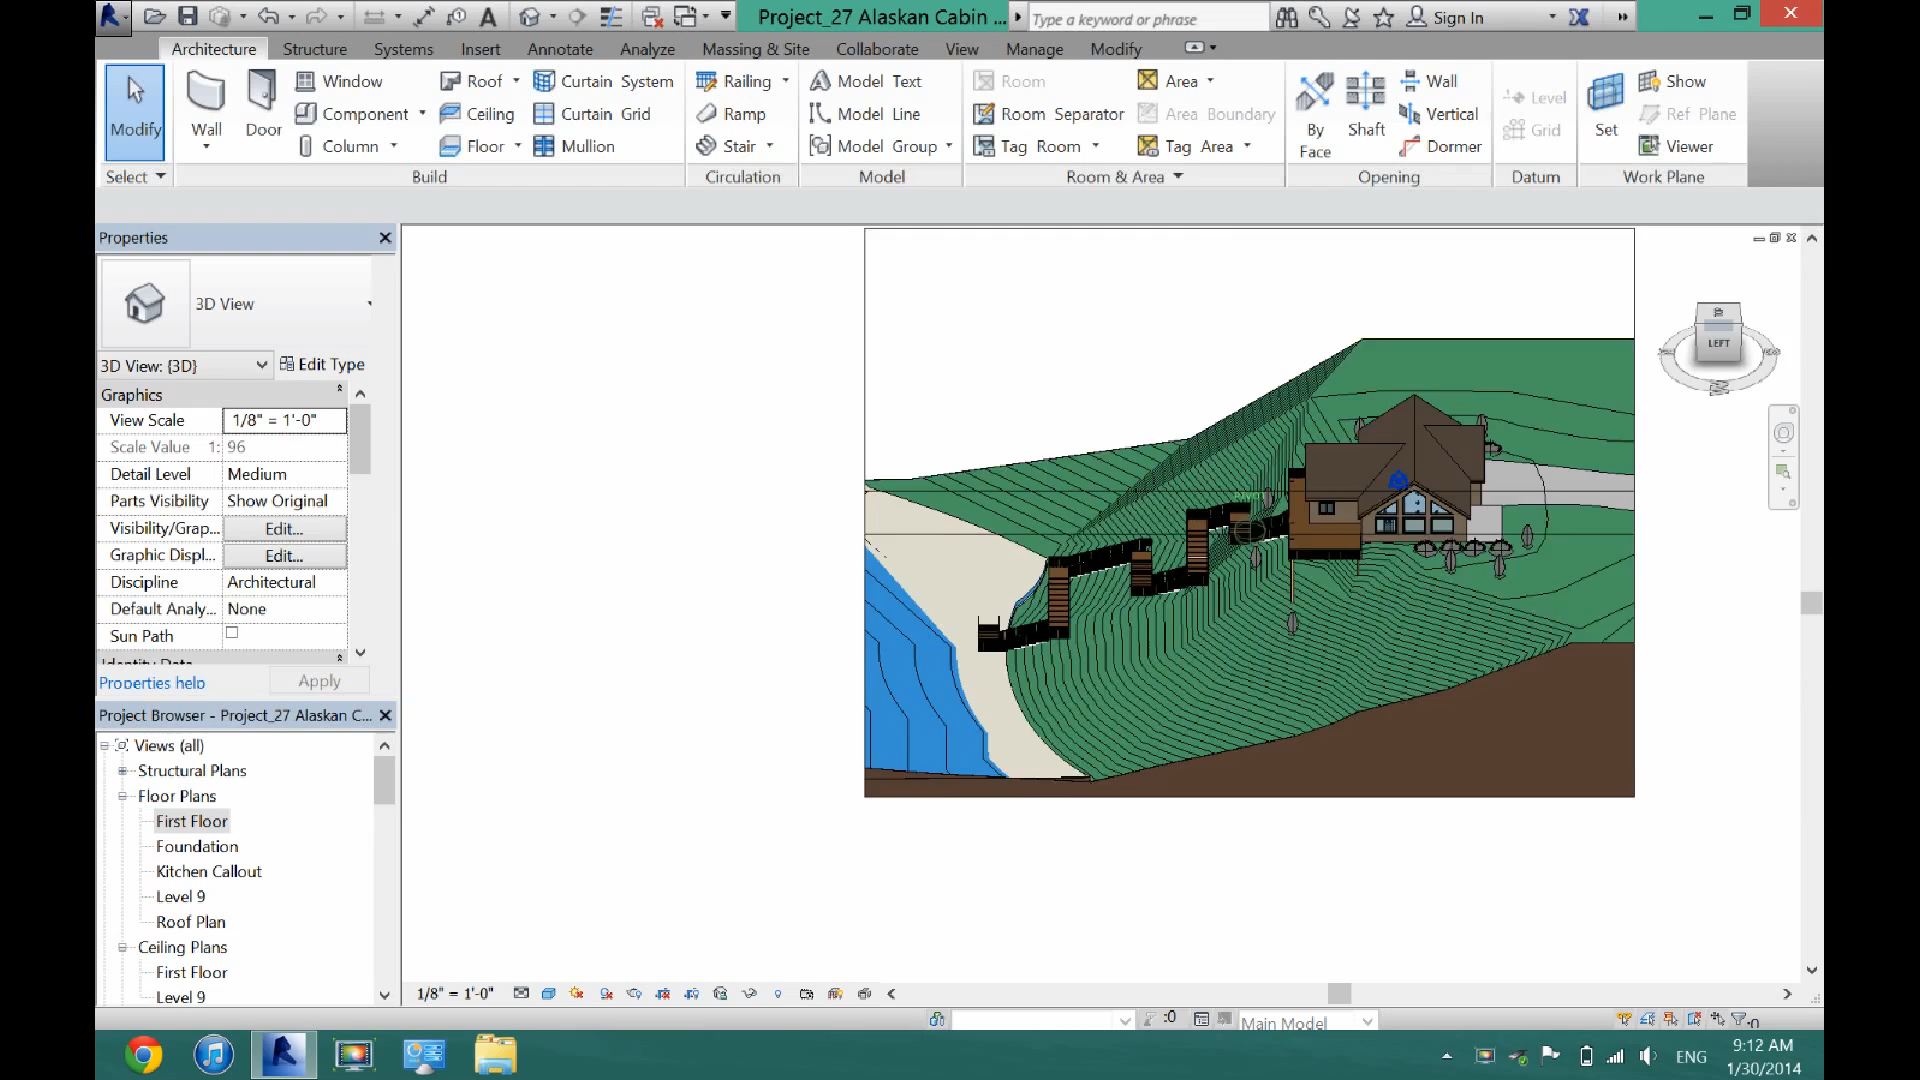 Project_27 Alaskan Cabin ...
Type a keyword or phrase
Sign In
Architecture Structure Systems Insert Annotate Analyze Massing & Site Collaborate View Manage Modify
Window Roof Curtain System Railing Model Text Room Area Wall Show
Component Ceiling Curtain Grid Ramp Model Line Room Separator Area Boundary Vertical Level Ref Plane
Modify Wall Door By Face Shaft Grid Set
Column Floor Mullion Stair Model Group Tag Room Tag Area Dormer Viewer
Select Build Circulation Model Room & Area Opening Datum Work Plane
Properties
3D View
3D View: {3D} Edit Type
Graphics
View Scale 1/8" = 1'-0"
Scale Value 1: 96
Detail Level Medium
Parts Visibility Show Original
Visibility/Grap... Edit...
Graphic Displ... Edit...
Discipline Architectural
Default Analy... None
Sun Path
Identity Data
Properties help Apply
Project Browser - Project_27 Alaskan C...
Views (all)
Structural Plans
Floor Plans
First Floor
Foundation
Kitchen Callout
Level 9
Roof Plan
Ceiling Plans
First Floor
Level 9
LEFT
1/8" = 1'-0"
:0
Main Model
:0
ENG
9:12 AM
1/30/2014